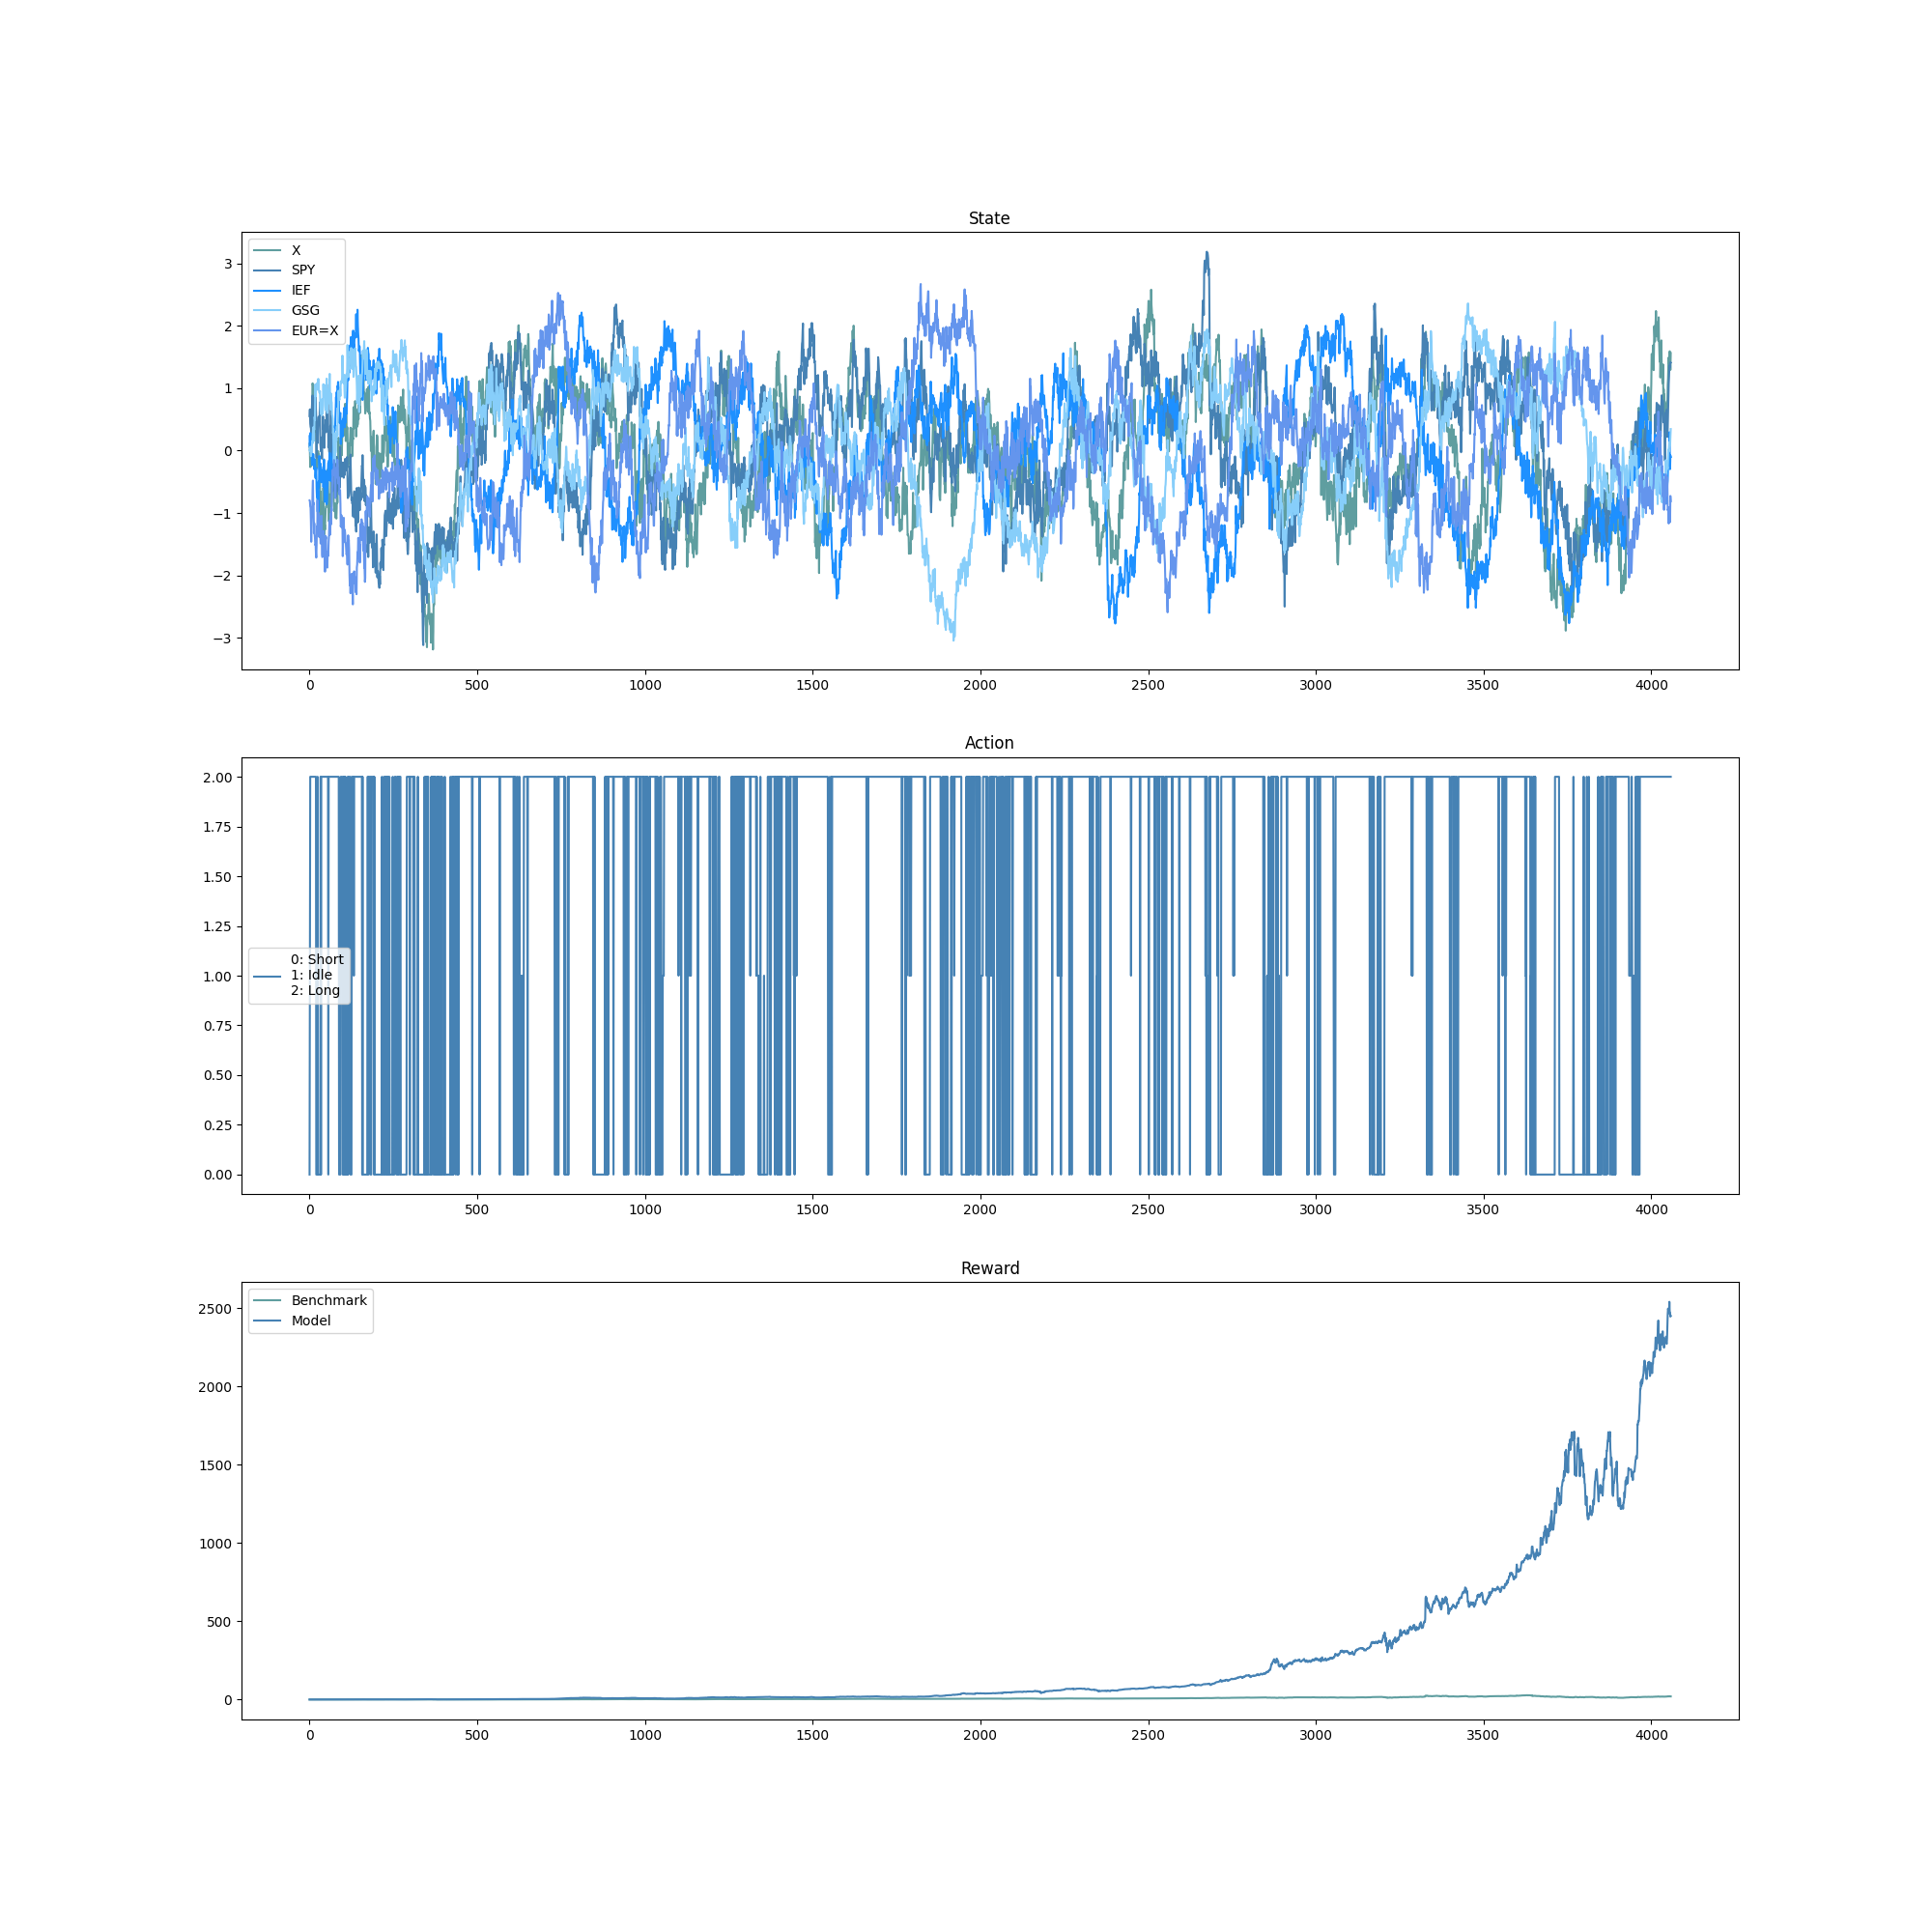 State
X
SPY
IEF
GSG
EUR=X
3
2
1
0
−1
−2
−3
0 500 1000 1500 2000 2500 3000 3500 4000
Action
2.00
1.75
1.50
1.25
1.00
0.75
0.50
0.25
0.00
0: Short
1: Idle
2: Long
0 500 1000 1500 2000 2500 3000 3500 4000
Reward
Benchmark
Model
2500
2000
1500
1000
500
0
0 500 1000 1500 2000 2500 3000 3500 4000